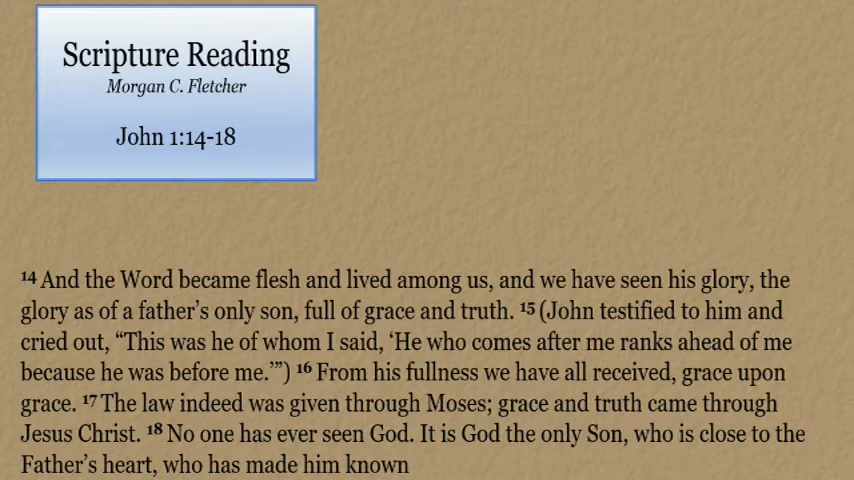 Scripture Reading
Morgan C. Fletcher
John 1:14-18
14 And the Word became flesh and lived among us, and we have seen his glory, the
glory as of a father’s only son, full of grace and truth. 15 (John testified to him and
cried out, “This was he of whom I said, ‘He who comes after me ranks ahead of me
because he was before me.’”) 16 From his fullness we have all received, grace upon
grace. 17 The law indeed was given through Moses; grace and truth came through
Jesus Christ. 18 No one has ever seen God. It is God the only Son, who is close to the
Father’s heart, who has made him known